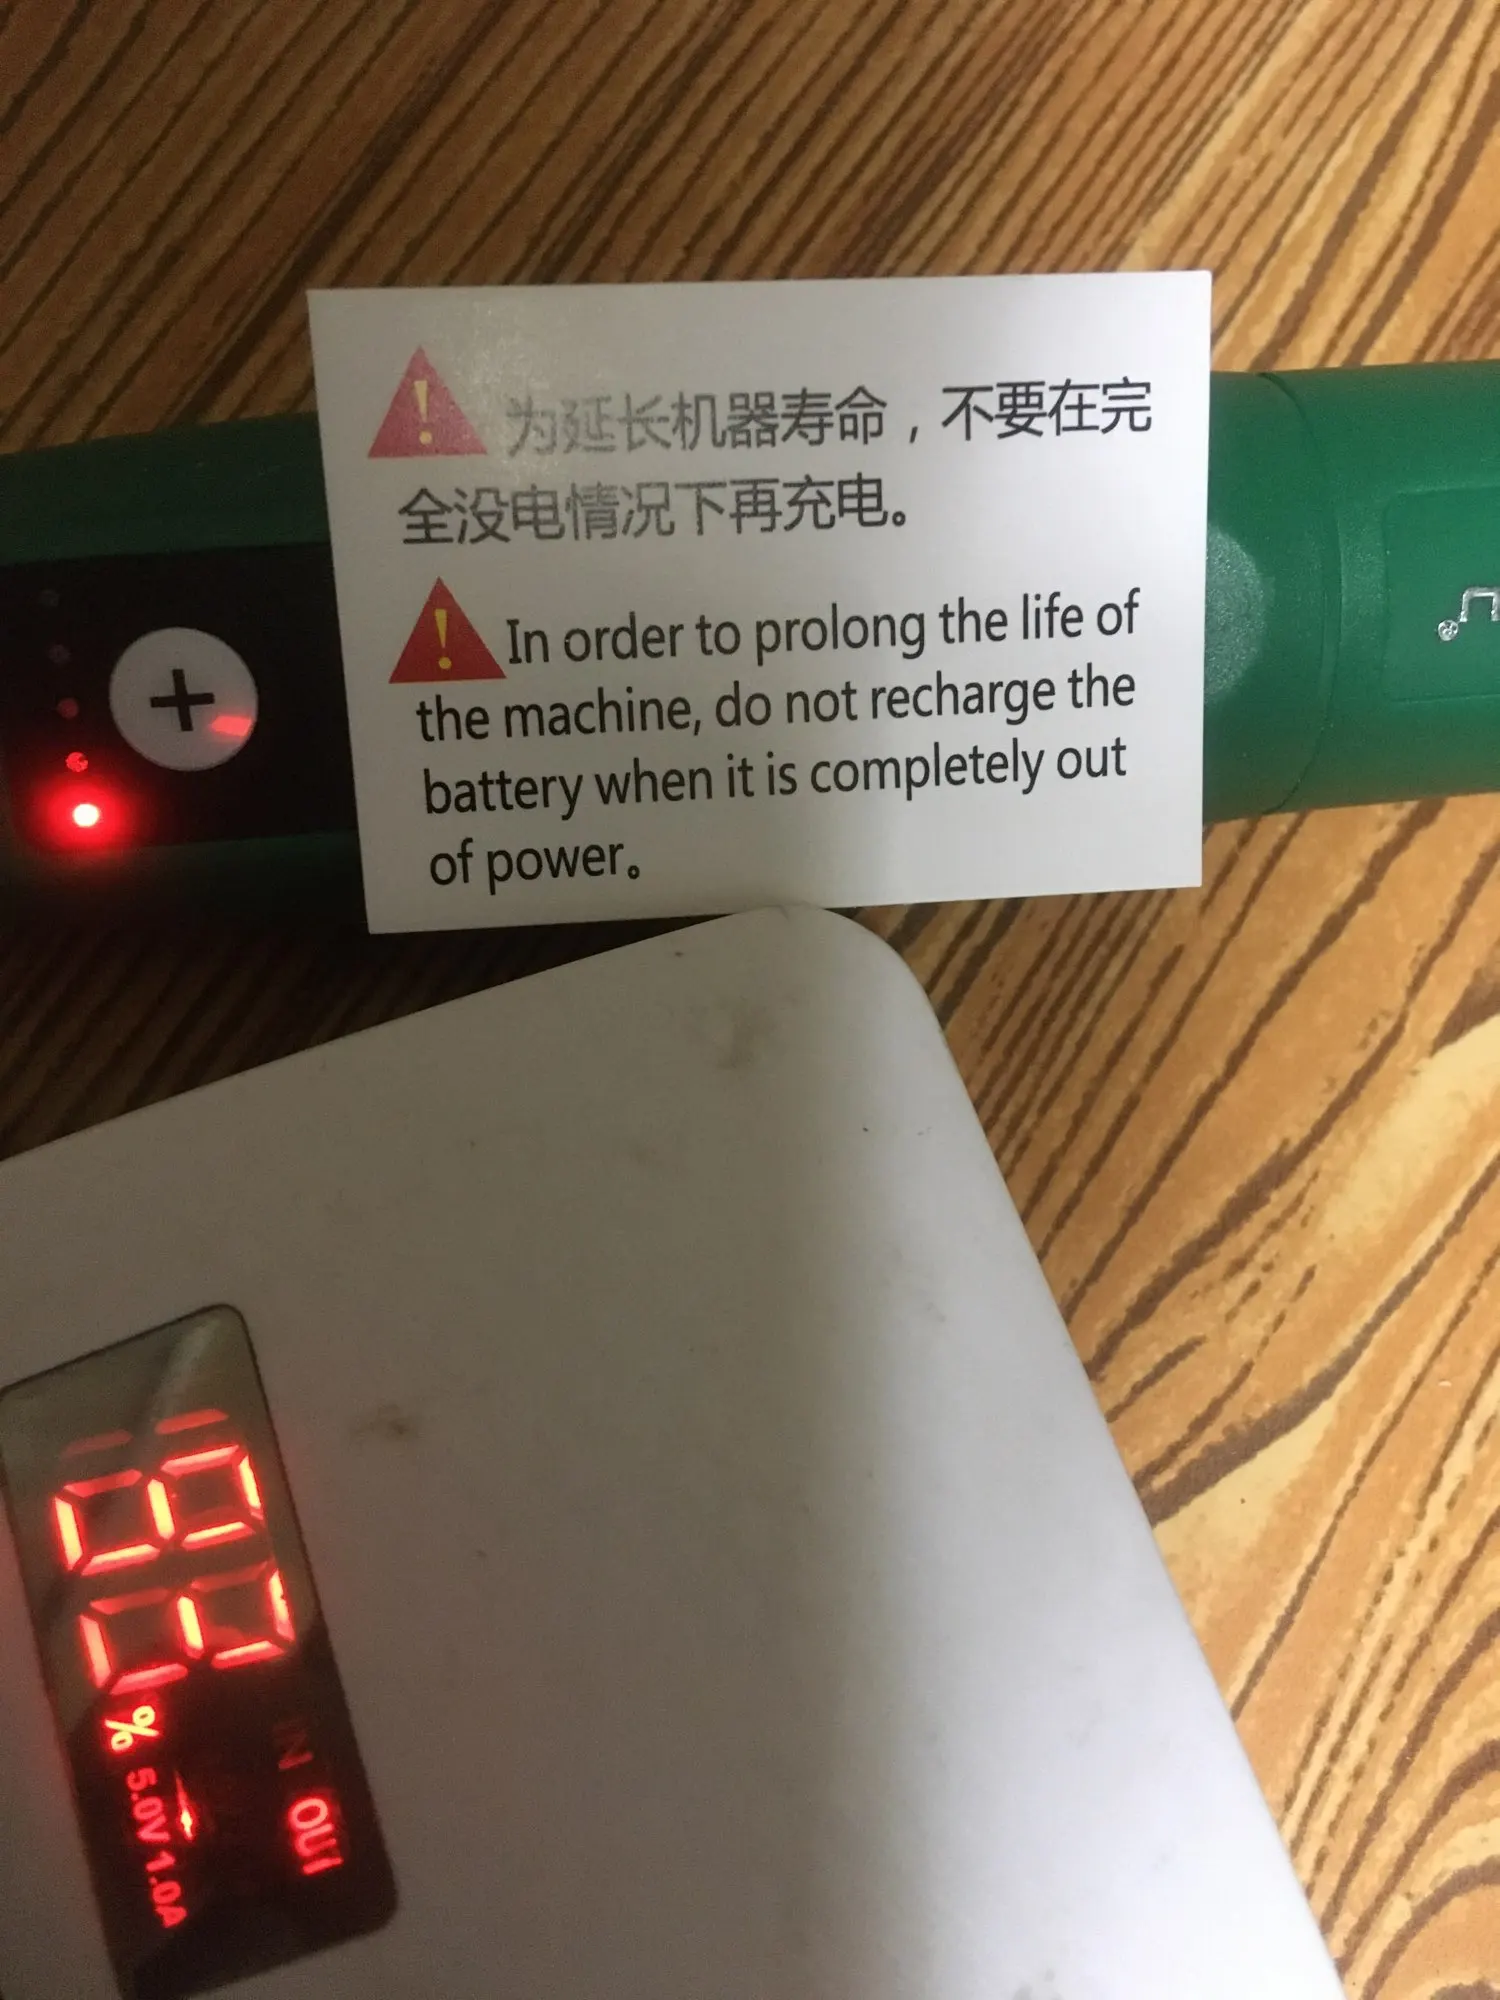 为延长机器寿命，不要在完
全没电情况下再充电。
In order to prolong the life of
the machine, do not recharge the
battery when it is completely out
of power。
+
IN OUT
%
5.0V 1.0A